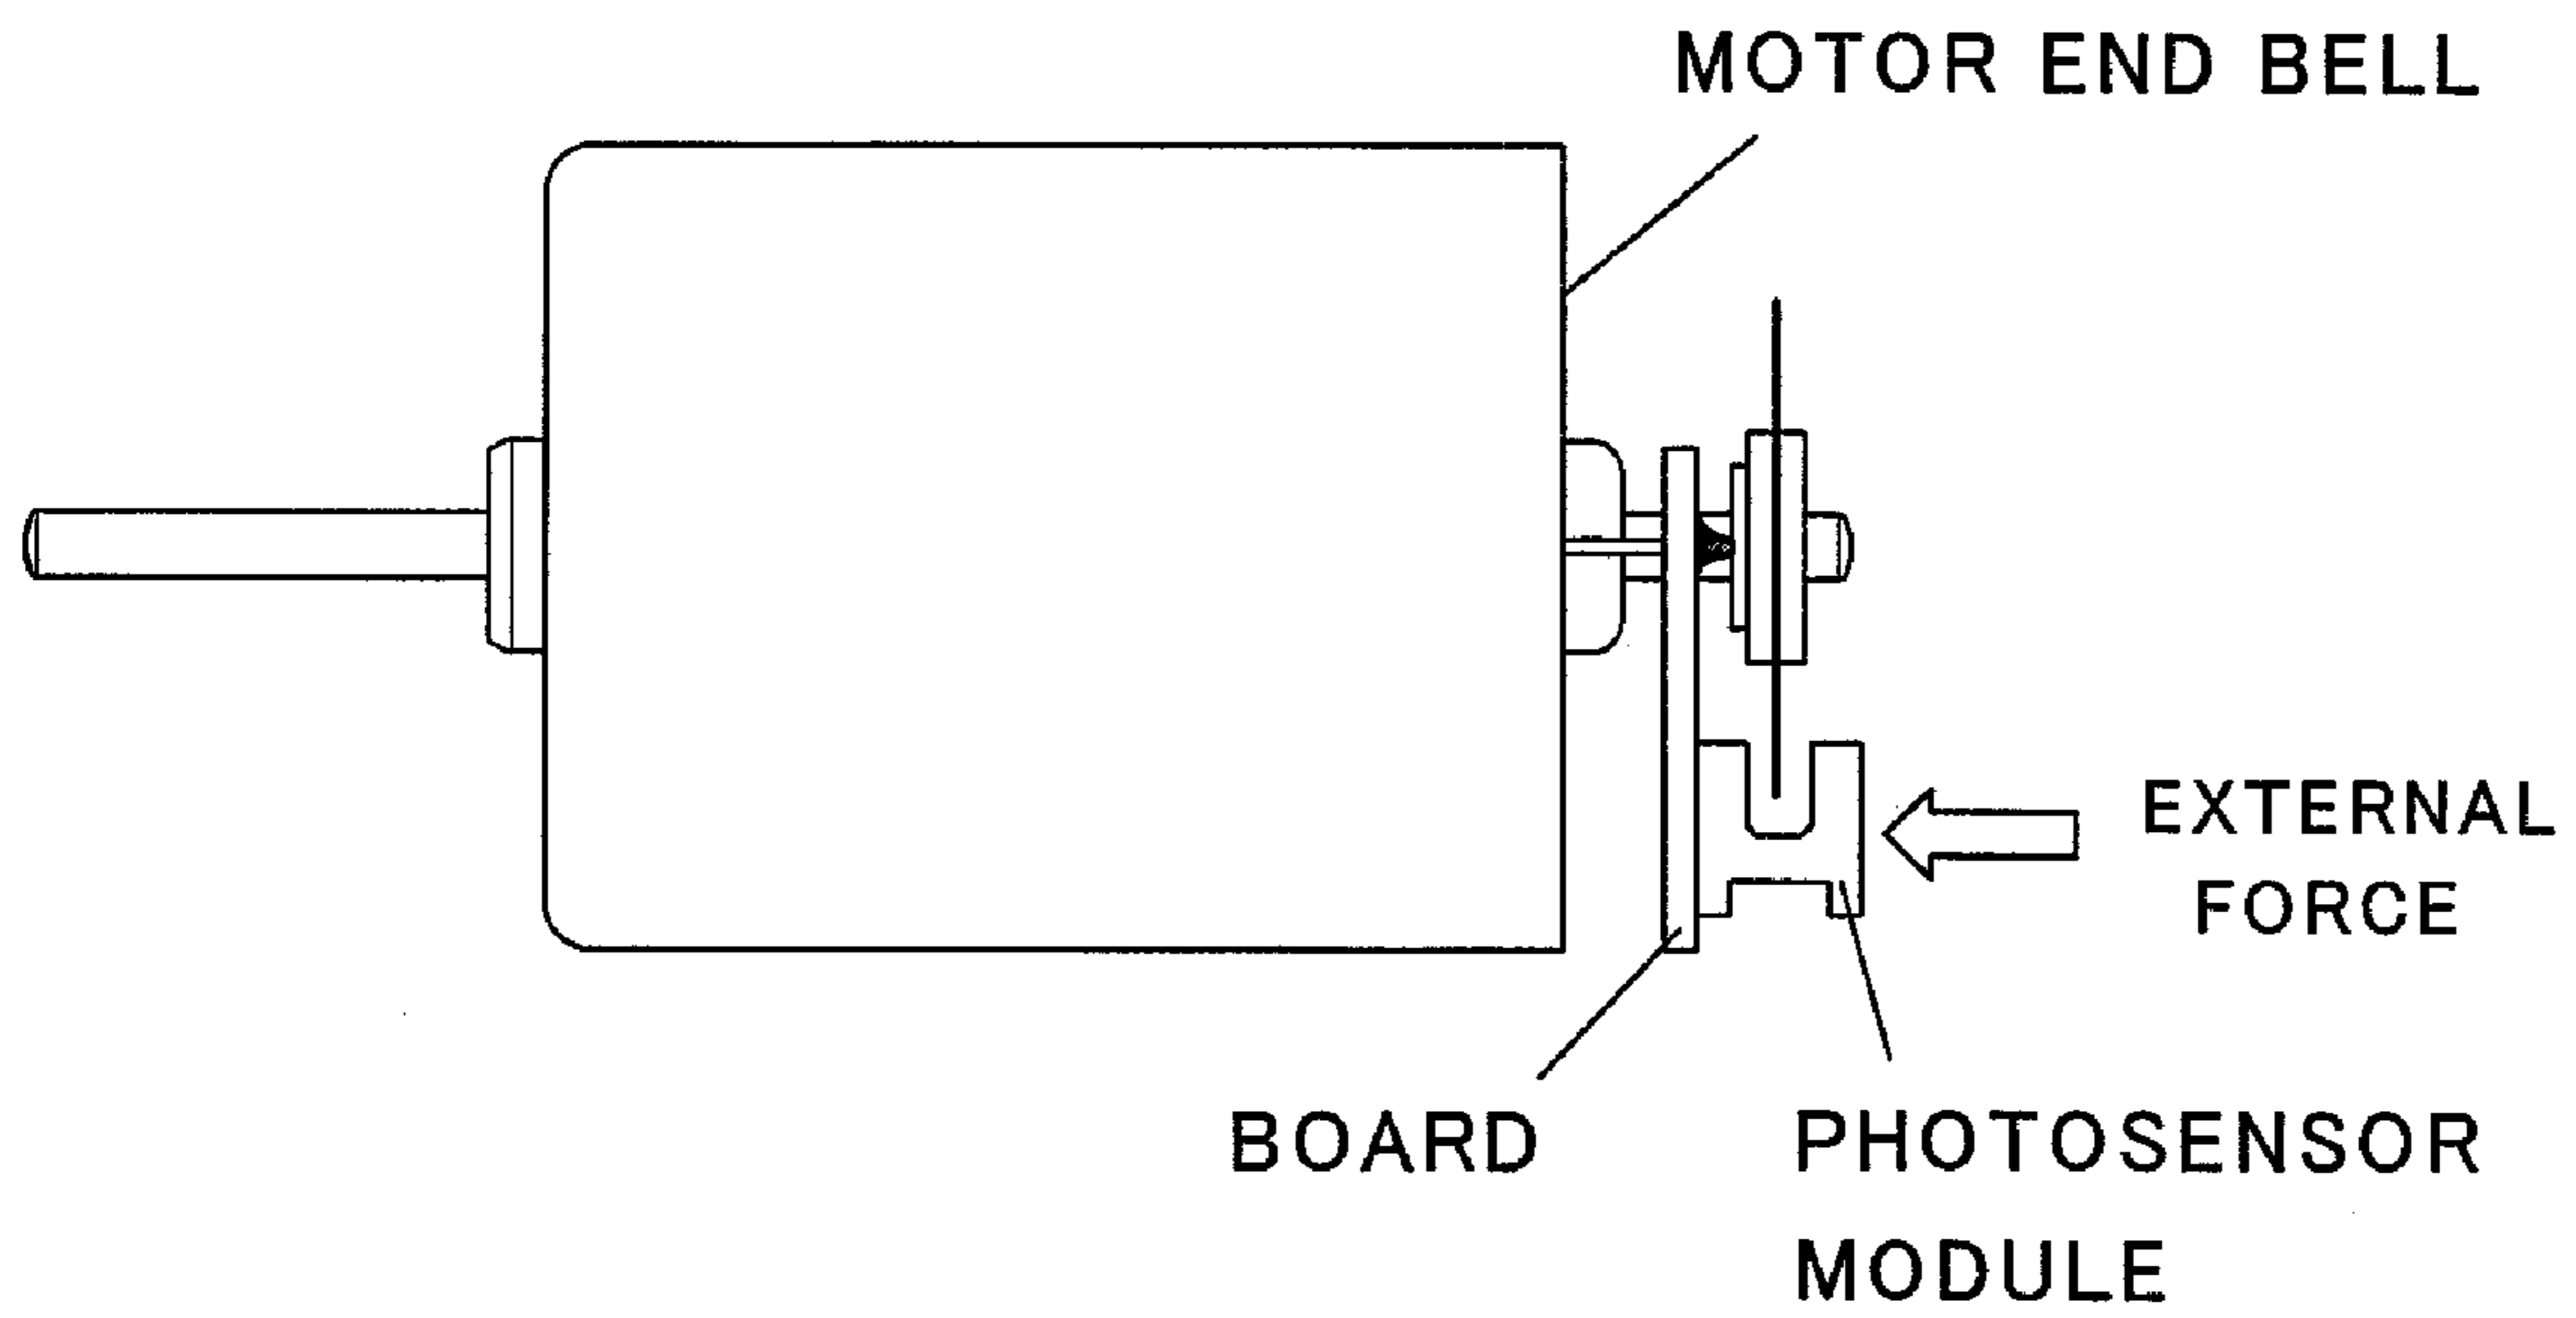 MOTOR END BELL
EXTERNAL
FORCE
BOARD
PHOTOSENSOR
MODULE